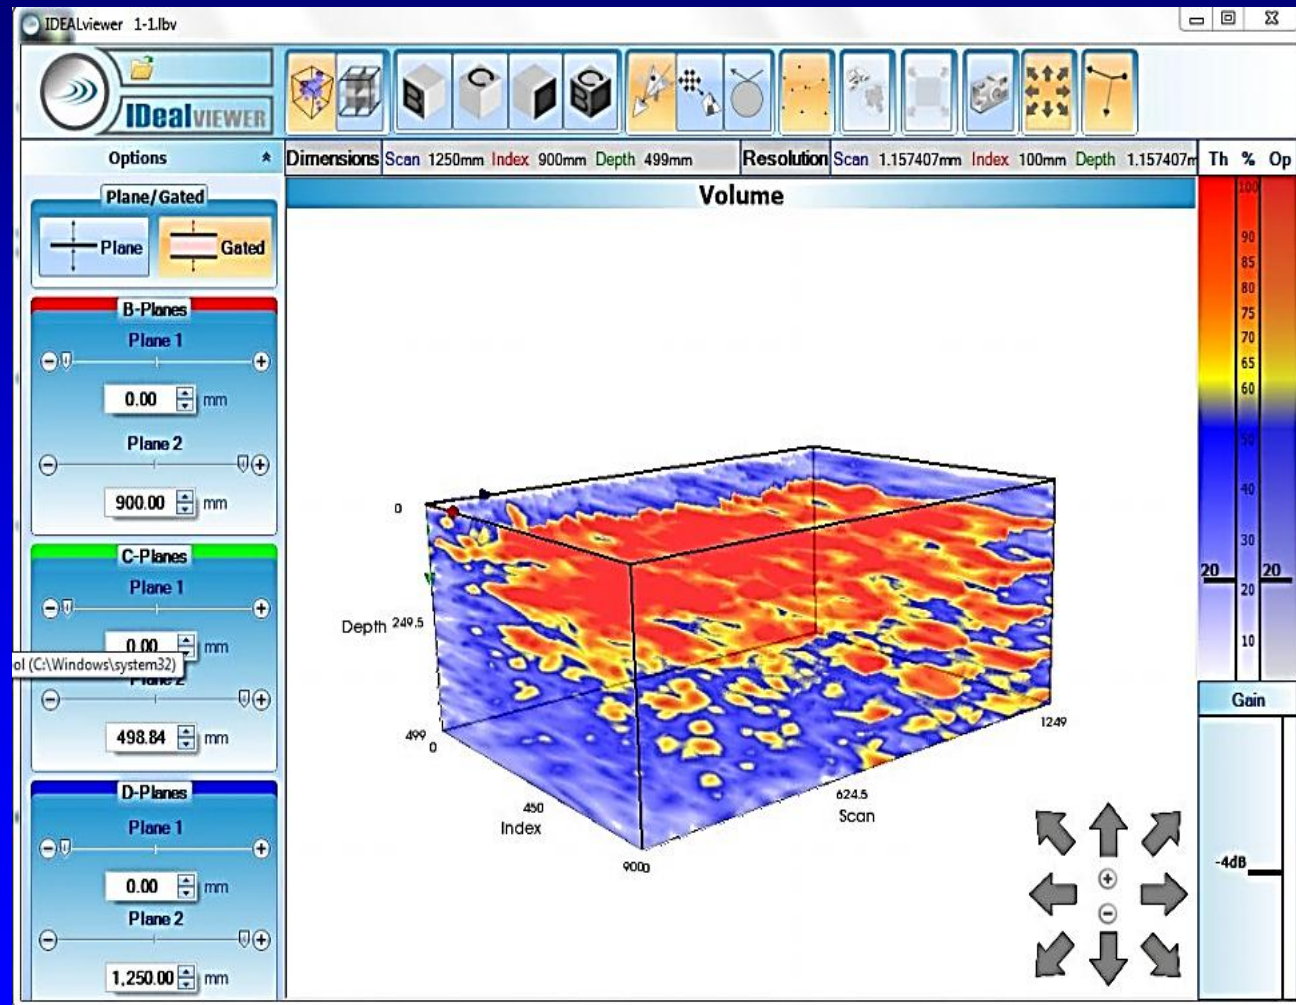 IDEALviewer 1-1.lbv
IDealVIEWER
B C B C
Options
Dimensions Scan 1250mm Index 900mm Depth 499mm Resolution Scan 1.157407mm Index 100mm Depth 1.157407m
Th % Op
Plane/Gated
Plane Gated
Volume
B-Planes
Plane 1
0.00 mm
Plane 2
900.00 mm
C-Planes
Plane 1
0.00 mm
ol (C:\Windows\system32)
Plane 2
498.84 mm
D-Planes
Plane 1
0.00 mm
Plane 2
1,250.00 mm
0
Depth 249.5
499
0
450
Index
900
0
624.5
Scan
1249
100
90
85
80
75
70
65
60
50
40
30
20 20 20
10
Gain
-4dB